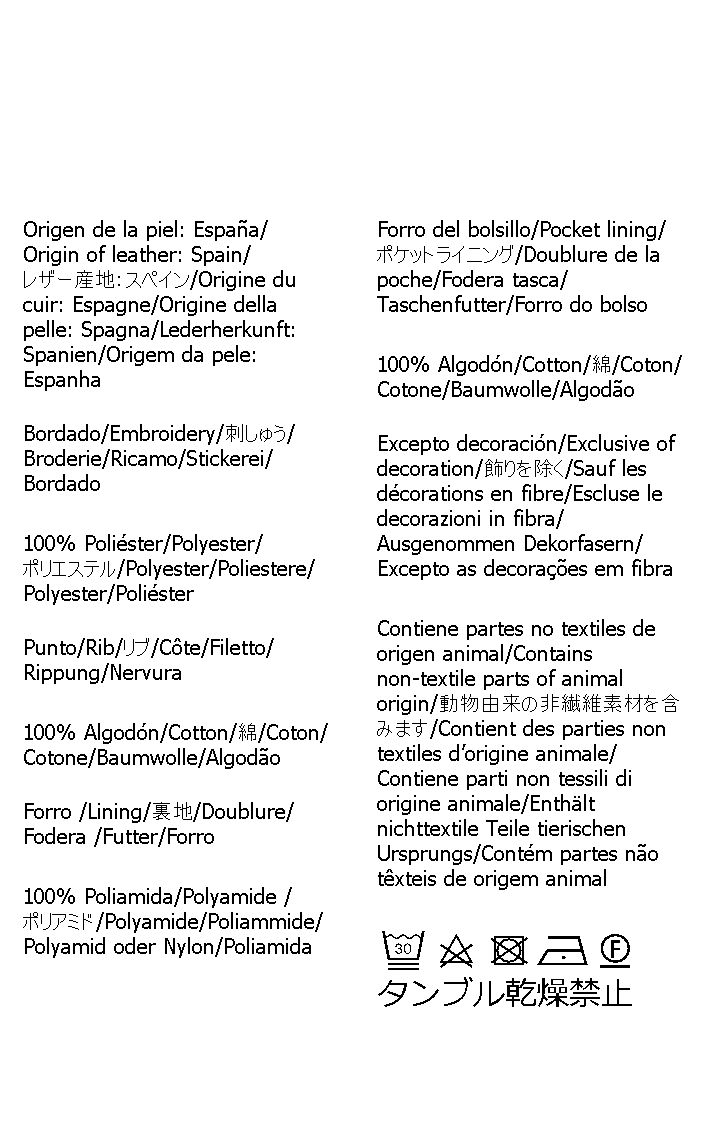 Origen de la piel: España/
Origin of leather: Spain/
レザー産地：スペイン/Origine du
cuir: Espagne/Origine della
pelle: Spagna/Lederherkunft:
Spanien/Origem da pele:
Espanha
Bordado/Embroidery/刺しゅう/
Broderie/Ricamo/Stickerei/
Bordado
100% Poliéster/Polyester/
ポリエステル/Polyester/Poliestere/
Polyester/Poliéster
Punto/Rib/リブ/Côte/Filetto/
Rippung/Nervura
100% Algodón/Cotton/綿/Coton/
Cotone/Baumwolle/Algodão
Forro /Lining/裏地/Doublure/
Fodera /Futter/Forro
100% Poliamida/Polyamide /
ポリアミド/Polyamide/Poliammide/
Polyamid oder Nylon/Poliamida
Forro del bolsillo/Pocket lining/
ポケットライニング/Doublure de la
poche/Fodera tasca/
Taschenfutter/Forro do bolso
100% Algodón/Cotton/綿/Coton/
Cotone/Baumwolle/Algodão
Excepto decoración/Exclusive of
decoration/飾りを除く/Sauf les
décorations en fibre/Escluse le
decorazioni in fibra/
Ausgenommen Dekorfasern/
Excepto as decorações em fibra
Contiene partes no textiles de
origen animal/Contains
non-textile parts of animal
origin/動物由来の非繊維素材を含
みます/Contient des parties non
textiles d’origine animale/
Contiene parti non tessili di
origine animale/Enthält
nichttextile Teile tierischen
Ursprungs/Contém partes não
têxteis de origem animal
30 F
タンブル乾燥禁止